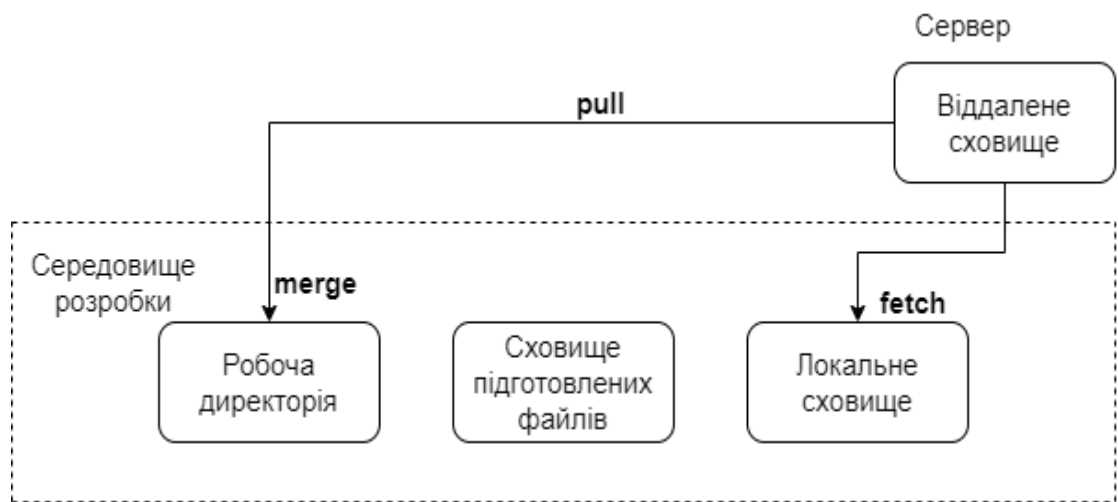 Сервер
Віддалене
сховище
pull
Середовище
розробки
merge
fetch
Робоча
директорія
Сховище
підготовлених
файлів
Локальне
сховище